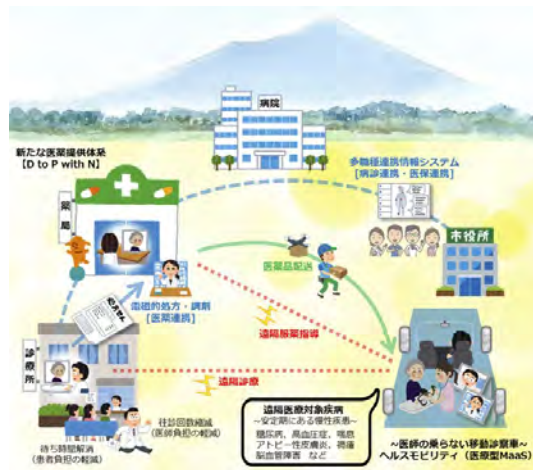 病院
新たな医薬提供体系
【D to P with N】
多職種連携情報システム
[病診連携・医保連携]
薬局
市役所
医薬品配送
処方せん
電磁的処方・調剤
[医薬連携]
遠隔服薬指導
診療所
遠隔診療
往診回数縮減
(医師負担の軽減)
待ち時間解消
(患者負担の軽減)
遠隔医療対象疾病
~安定期にある慢性疾患~
糖尿病、高血圧症、喘息
アトピー性皮膚炎、褥瘡
脳血管障害 など
~医師の乗らない移動診察車~
ヘルスモビリティ(医療型MaaS)